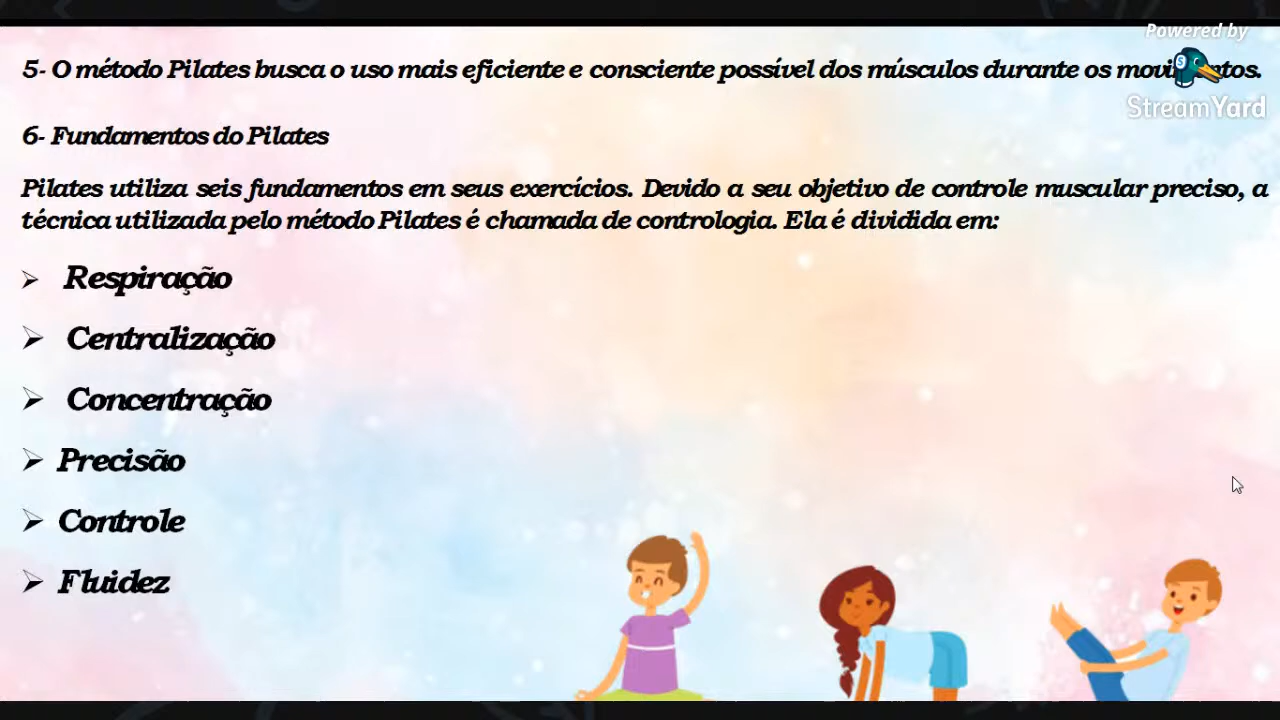 Powered by
StreamYard
5- O método Pilates busca o uso mais eficiente e consciente possível dos músculos durante os
6- Fundamentos do Pilates
Pilates utiliza seis fundamentos em seus exercícios. Devido a seu objetivo de controle muscular preciso, a
técnica utilizada pelo método Pilates é chamada de contrologia. Ela é dividida em:
Respiração
Centralização
Concentração
Precisão
Controle
Fluidez